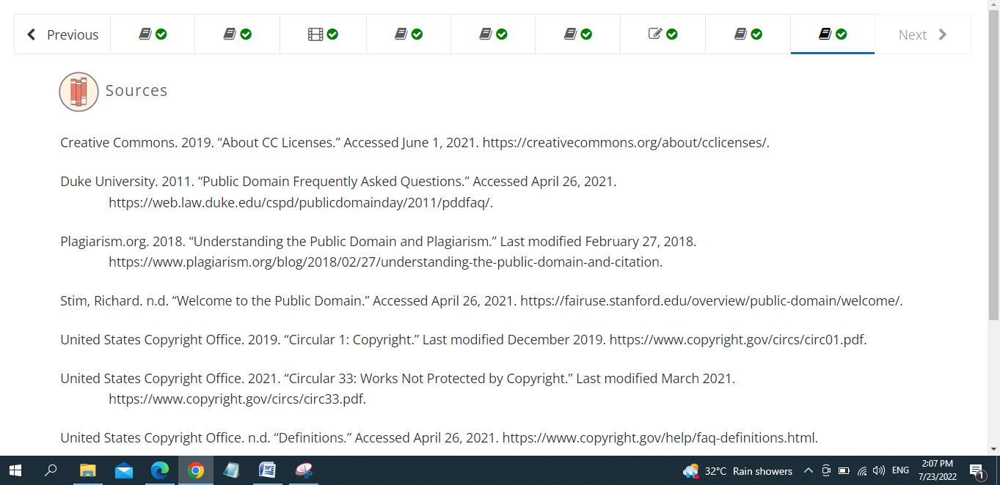 Previous
Next
Sources
Creative Commons. 2019. “About CC Licenses.” Accessed June 1, 2021. https://creativecommons.org/about/cclicenses/.
Duke University. 2011. “Public Domain Frequently Asked Questions.” Accessed April 26, 2021.
https://web.law.duke.edu/cspd/publicdomainday/2011/pddfaq/.
Plagiarism.org. 2018. “Understanding the Public Domain and Plagiarism.” Last modified February 27, 2018.
https://www.plagiarism.org/blog/2018/02/27/understanding-the-public-domain-and-citation.
Stim, Richard. n.d. “Welcome to the Public Domain.” Accessed April 26, 2021. https://fairuse.stanford.edu/overview/public-domain/welcome/.
United States Copyright Office. 2019. “Circular 1: Copyright.” Last modified December 2019. https://www.copyright.gov/circs/circ01.pdf.
United States Copyright Office. 2021. “Circular 33: Works Not Protected by Copyright.” Last modified March 2021.
https://www.copyright.gov/circs/circ33.pdf.
United States Copyright Office. n.d. “Definitions.” Accessed April 26, 2021. https://www.copyright.gov/help/faq-definitions.html.
32°C Rain showers
ENG
2:07 PM
7/23/2022
1